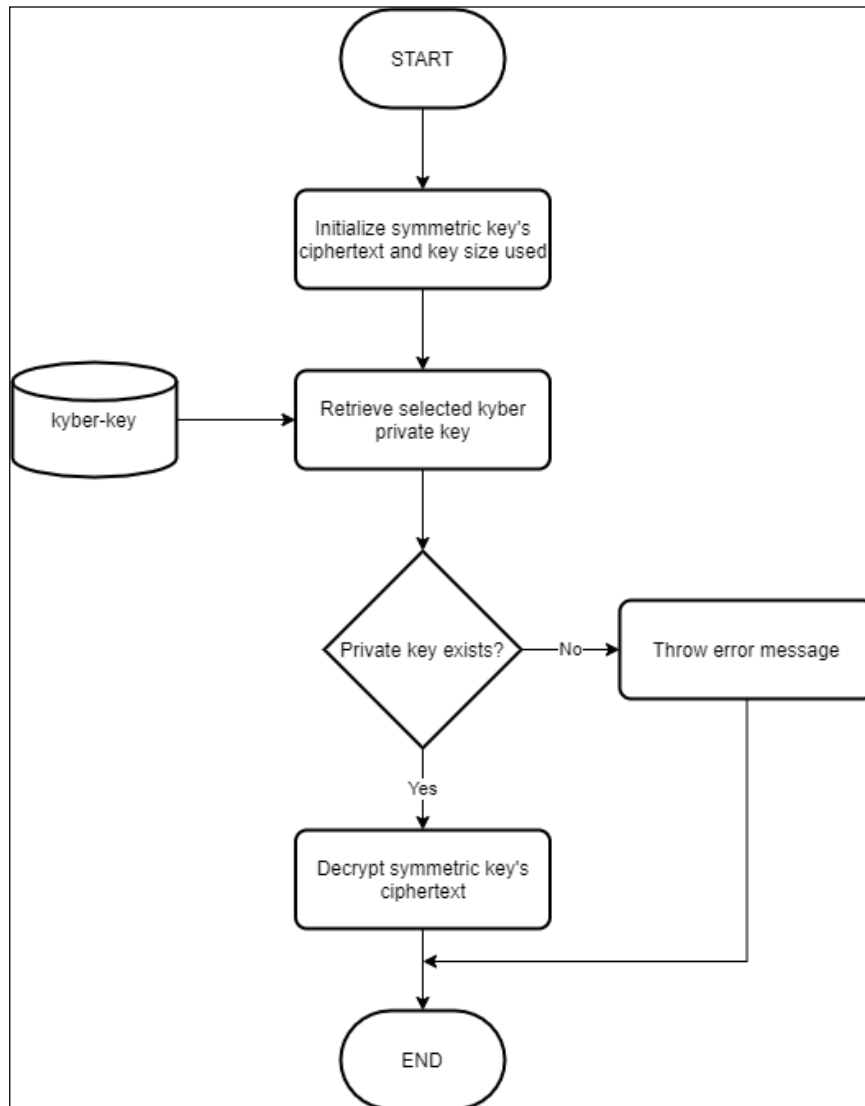 START
Initialize symmetric key's
ciphertext and key size used
kyber-key
Retrieve selected kyber
private key
Private key exists?
No
Throw error message
Yes
Decrypt symmetric key's
ciphertext
END